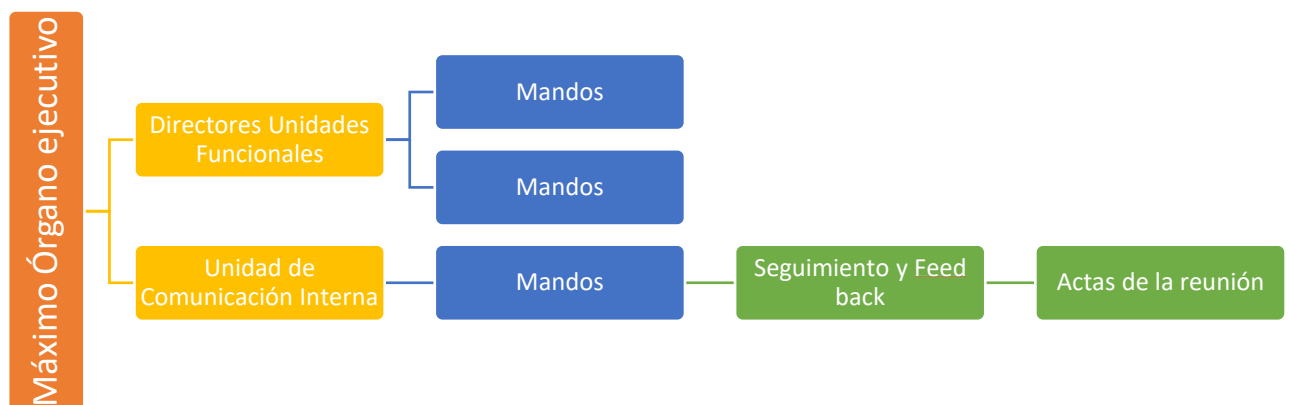 Máximo Órgano ejecutivo
Directores Unidades
Funcionales
Mandos
Mandos
Unidad de
Comunicación Interna
Mandos
Seguimiento y Feed
back
Actas de la reunión